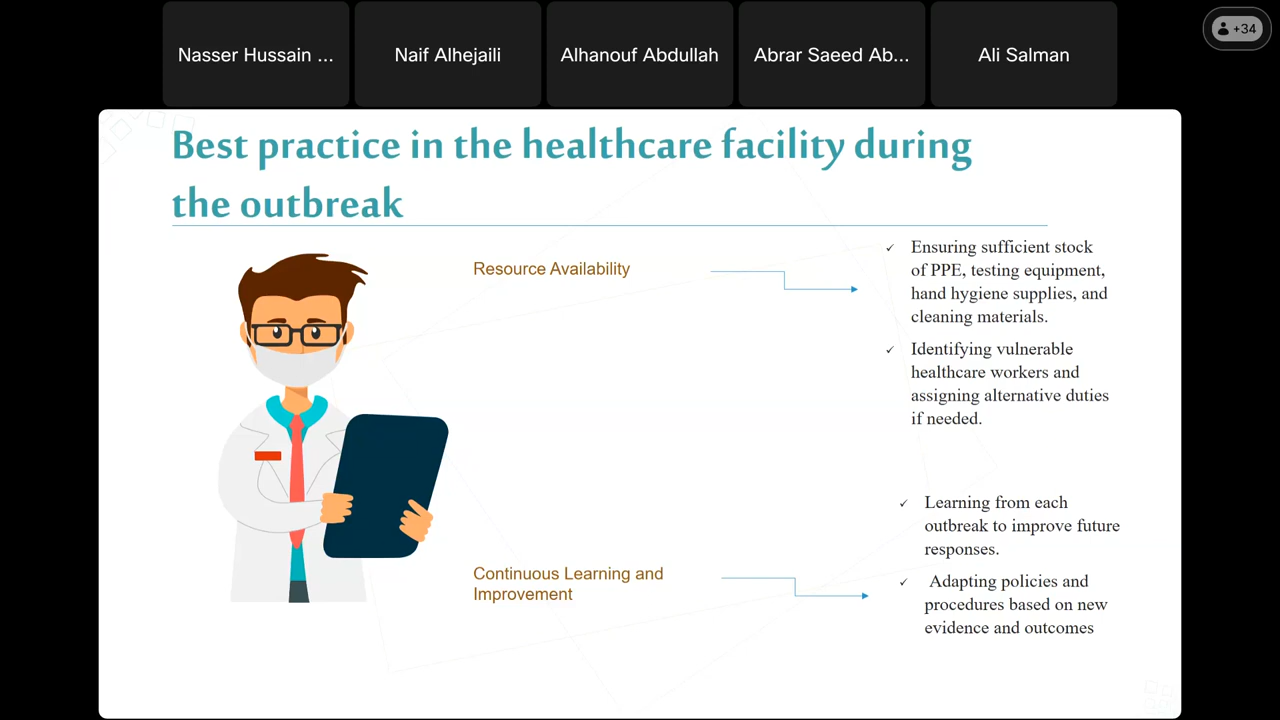 Nasser Hussain ...
Naif Alhejaili
Alhanouf Abdullah
Abrar Saeed Ab...
Ali Salman
+34
Best practice in the healthcare facility during
the outbreak
Resource Availability
✓ Ensuring sufficient stock
of PPE, testing equipment,
hand hygiene supplies, and
cleaning materials.
✓ Identifying vulnerable
healthcare workers and
assigning alternative duties
if needed.
Continuous Learning and
Improvement
✓ Learning from each
outbreak to improve future
responses.
✓ Adapting policies and
procedures based on new
evidence and outcomes